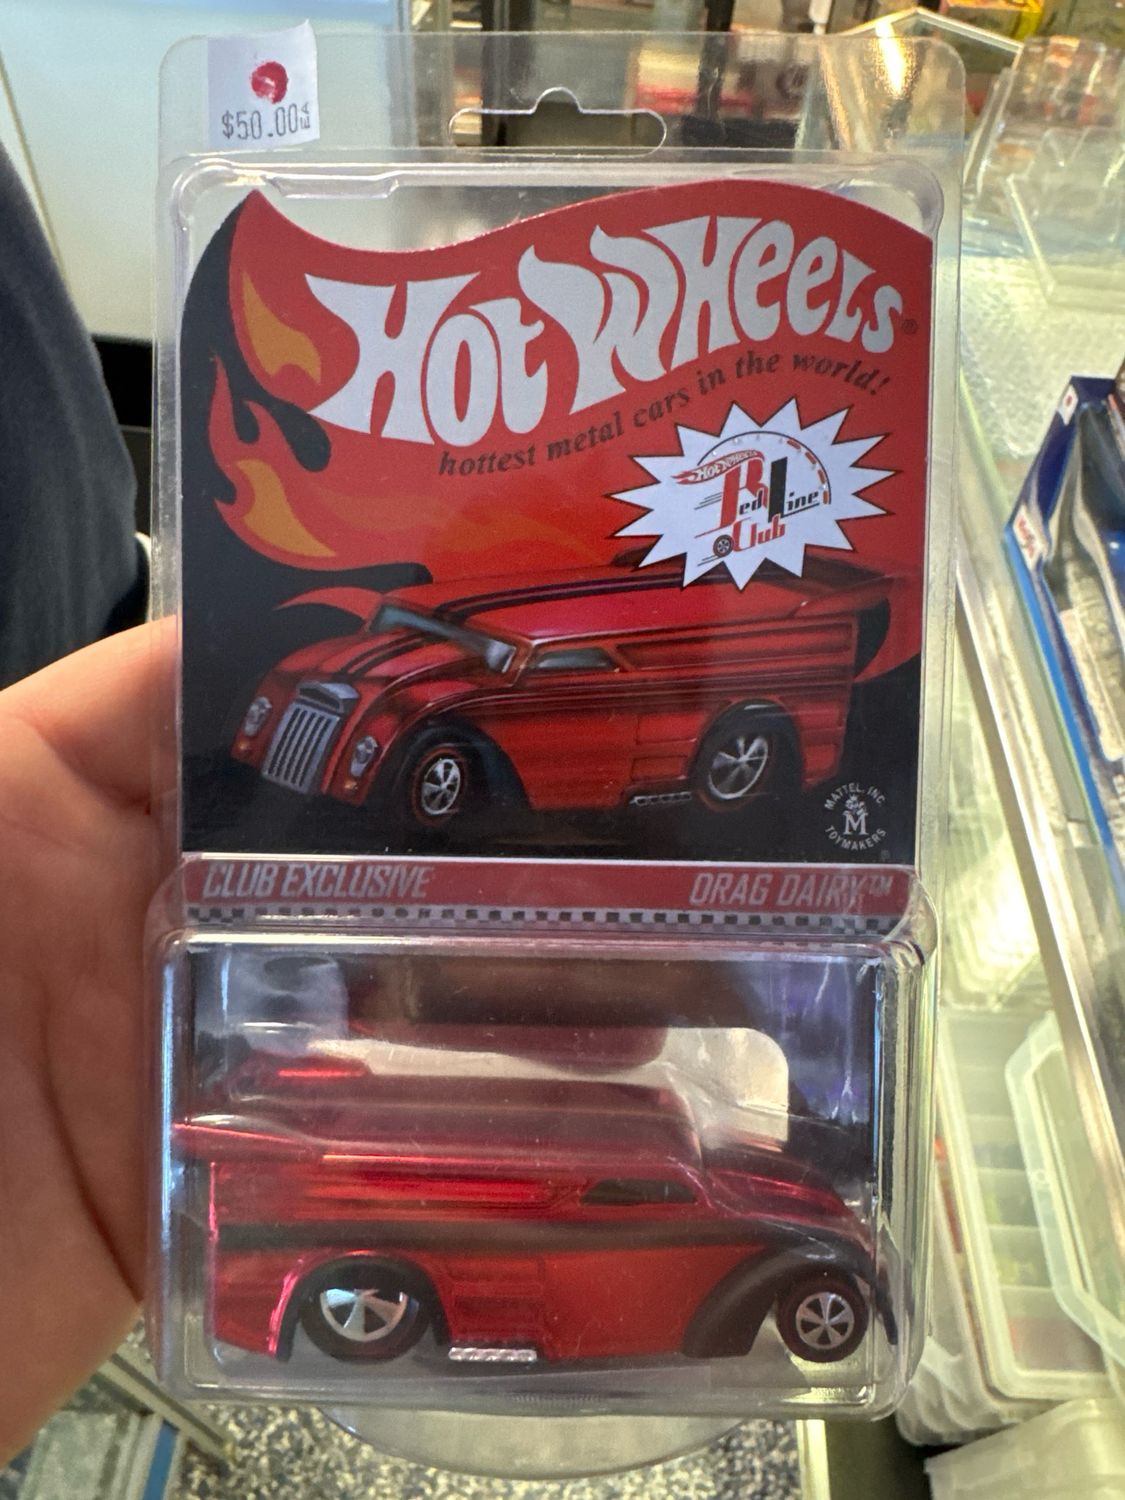 $50.00
HOT WHEELS®
hottest metal cars in the world!
Hot Wheels
Red Line
Club
MATTEL, INC.
M
TOYMAKERS
CLUB EXCLUSIVE
DRAG DAIRY™